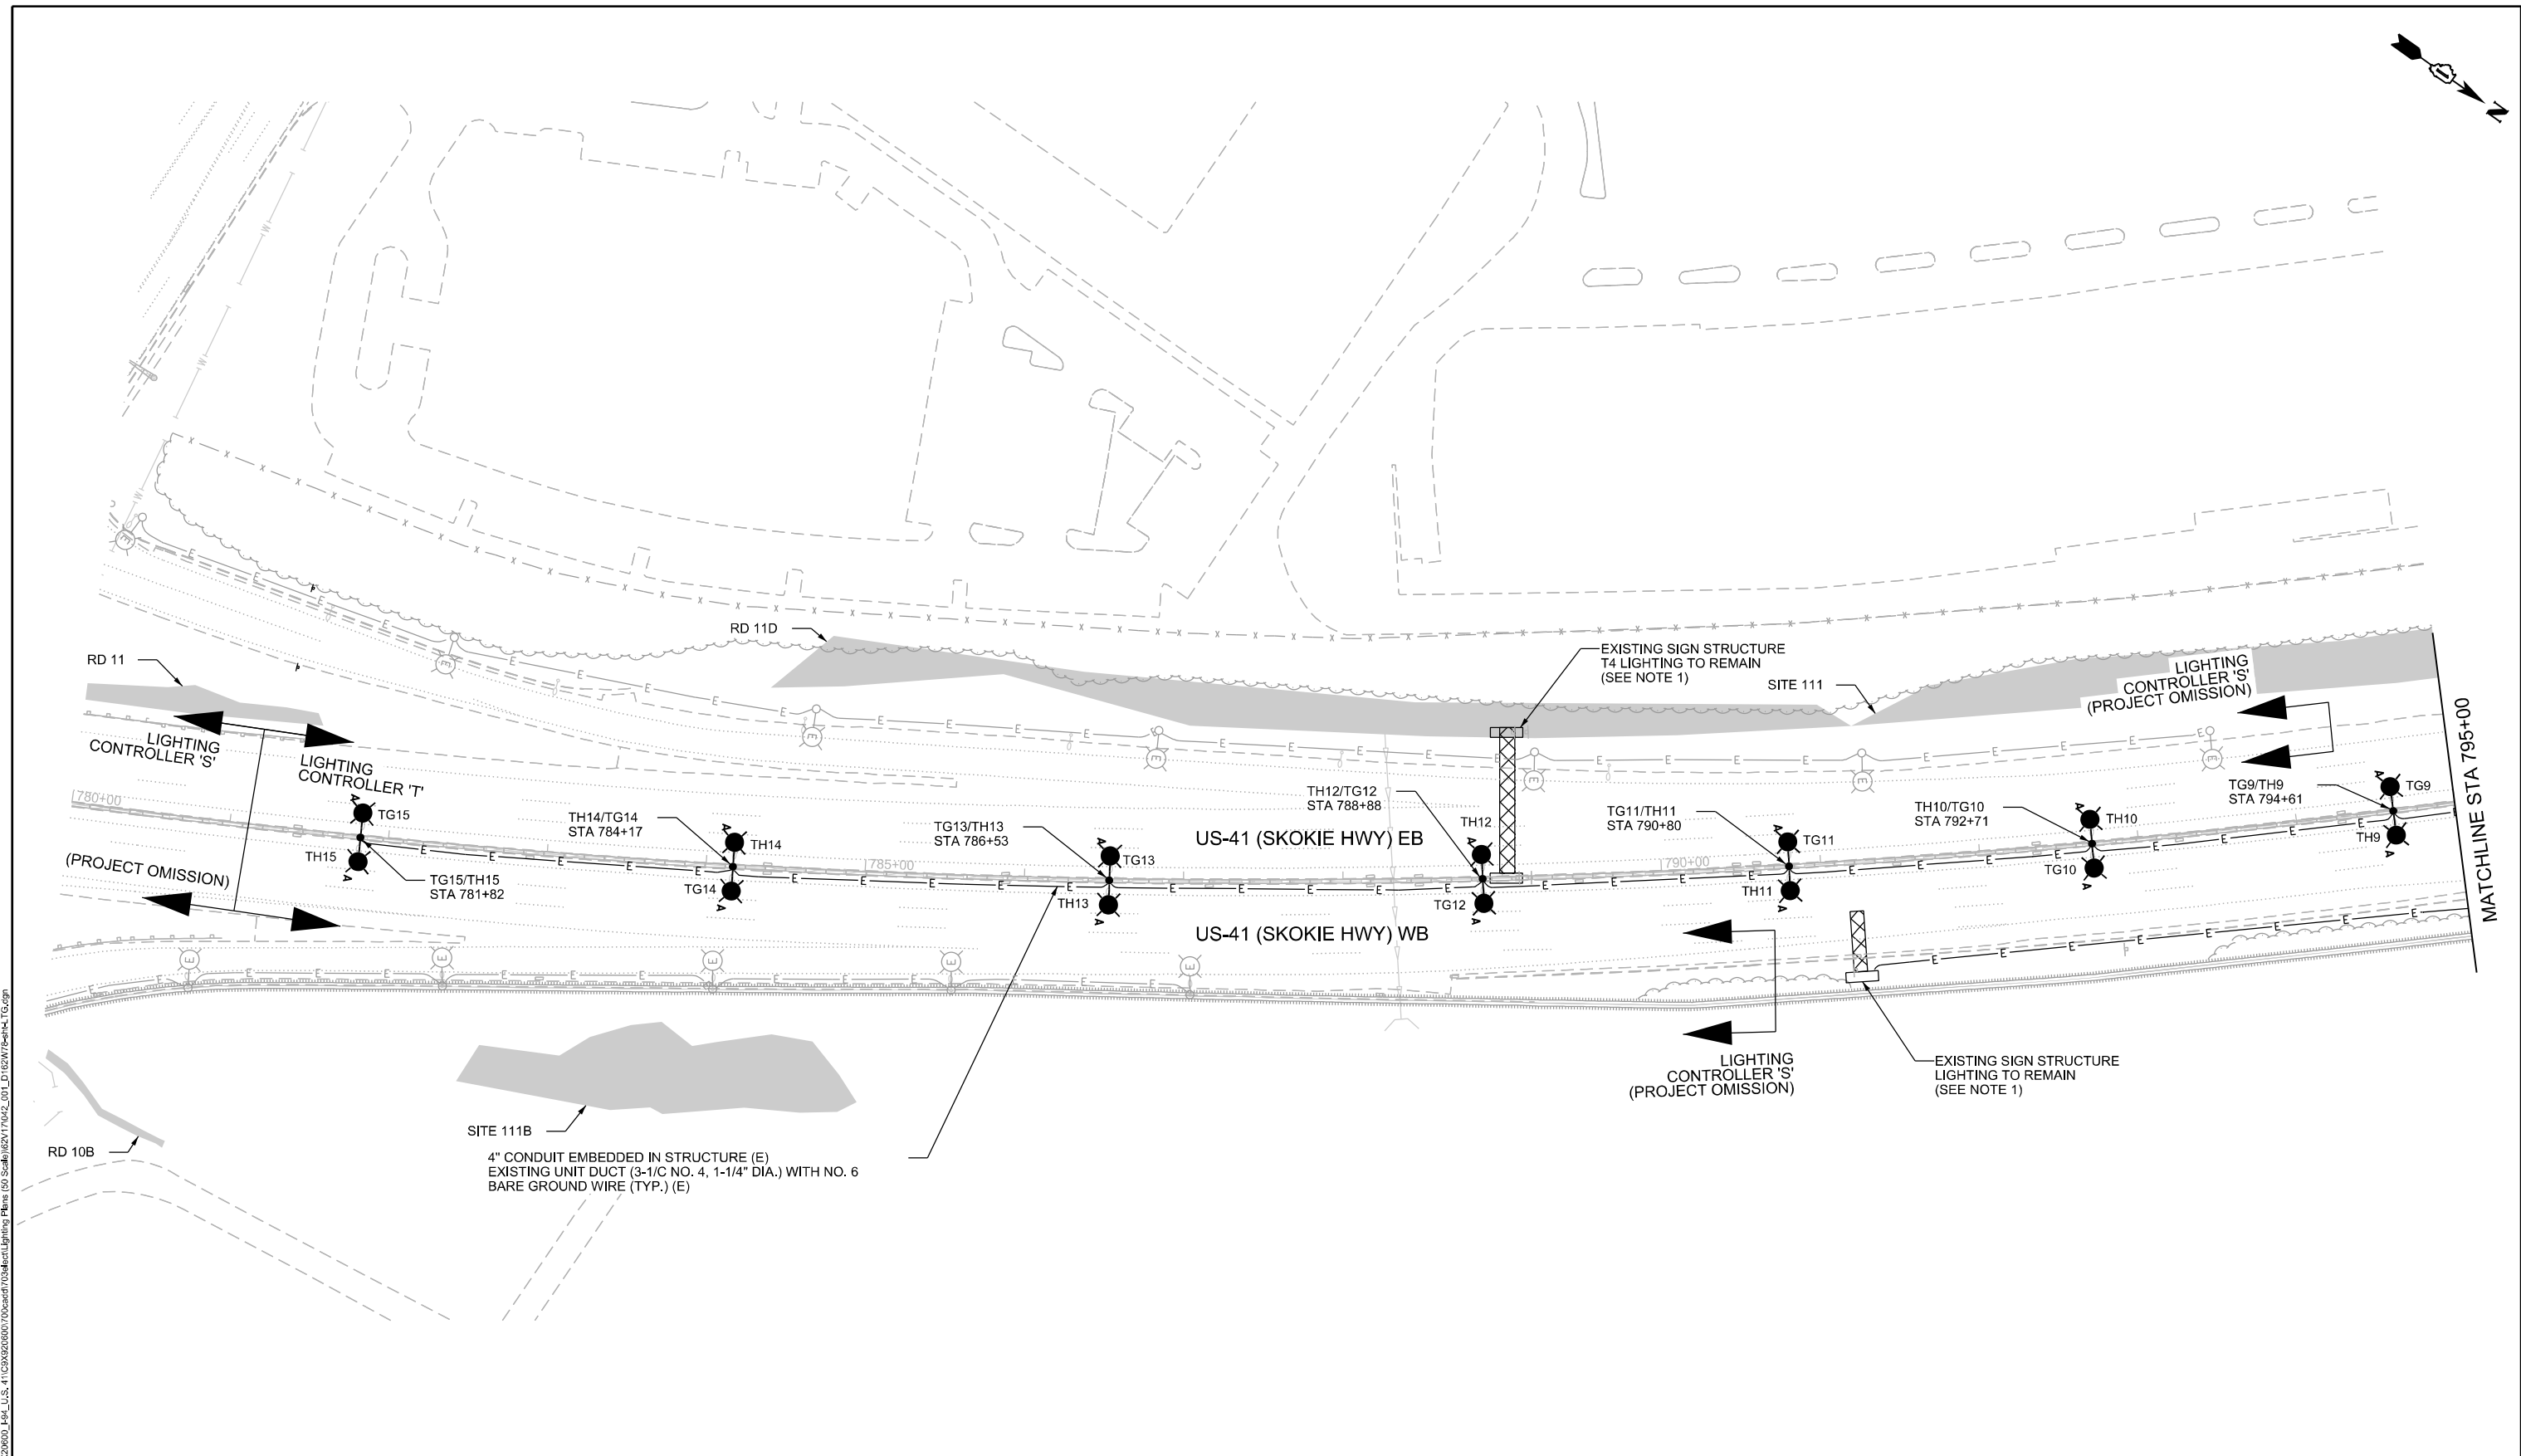 N
RD 11D
RD 11
EXISTING SIGN STRUCTURE
T4 LIGHTING TO REMAIN
(SEE NOTE 1)
SITE 111
LIGHTING
CONTROLLER 'S'
(PROJECT OMISSION)
MATCHLINE STA 795+00
LIGHTING
CONTROLLER 'S'
LIGHTING
CONTROLLER 'T'
(PROJECT OMISSION)
780+00
785+00
790+00
TG15
TH15
TG15/TH15
STA 781+82
TH14/TG14
STA 784+17
TH14
TG14
TG13/TH13
STA 786+53
TG13
TH13
TH12/TG12
STA 788+88
TH12
TG12
US-41 (SKOKIE HWY) EB
US-41 (SKOKIE HWY) WB
TG11/TH11
STA 790+80
TG11
TH11
TH10/TG10
STA 792+71
TH10
TG10
TG9/TH9
STA 794+61
TG9
TH9
LIGHTING
CONTROLLER 'S'
(PROJECT OMISSION)
EXISTING SIGN STRUCTURE
LIGHTING TO REMAIN
(SEE NOTE 1)
SITE 111B
RD 10B
4" CONDUIT EMBEDDED IN STRUCTURE (E)
EXISTING UNIT DUCT (3-1/C NO. 4, 1-1/4" DIA.) WITH NO. 6
BARE GROUND WIRE (TYP.) (E)